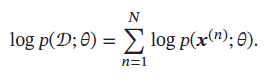 log p(𝒟; θ) = ∑_{n=1}^{N} log p(𝒙^{(n)}; θ).